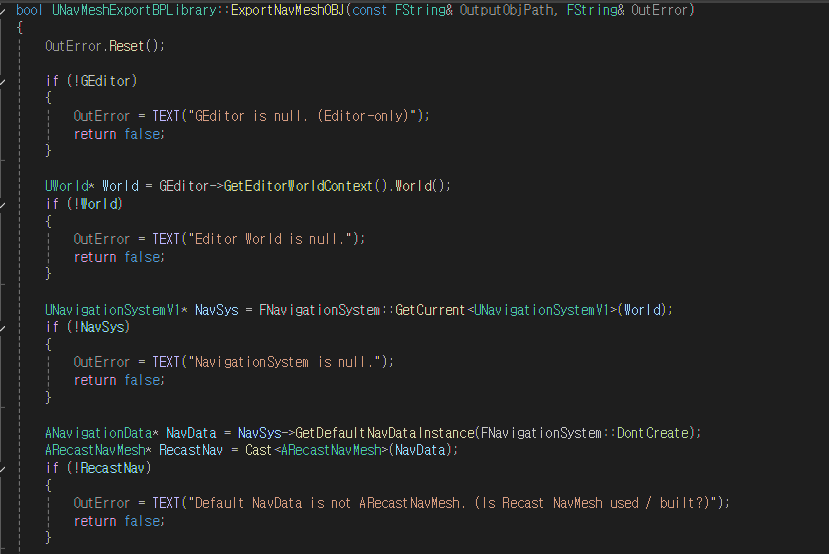 bool UNavMeshExportBPLibrary::ExportNavMeshOBJ(const FString& OutputObjPath, FString& OutError)
{
OutError.Reset();
if (!GEditor)
{
OutError = TEXT("GEditor is null. (Editor-only)");
return false;
}
UWorld* World = GEditor->GetEditorWorldContext().World();
if (!World)
{
OutError = TEXT("Editor World is null.");
return false;
}
UNavigationSystemV1* NavSys = FNavigationSystem::GetCurrent<UNavigationSystemV1>(World);
if (!NavSys)
{
OutError = TEXT("NavigationSystem is null.");
return false;
}
ANavigationData* NavData = NavSys->GetDefaultNavDataInstance(FNavigationSystem::DontCreate);
ARecastNavMesh* RecastNav = Cast<ARecastNavMesh>(NavData);
if (!RecastNav)
{
OutError = TEXT("Default NavData is not ARecastNavMesh. (Is Recast NavMesh used / built?)");
return false;
}